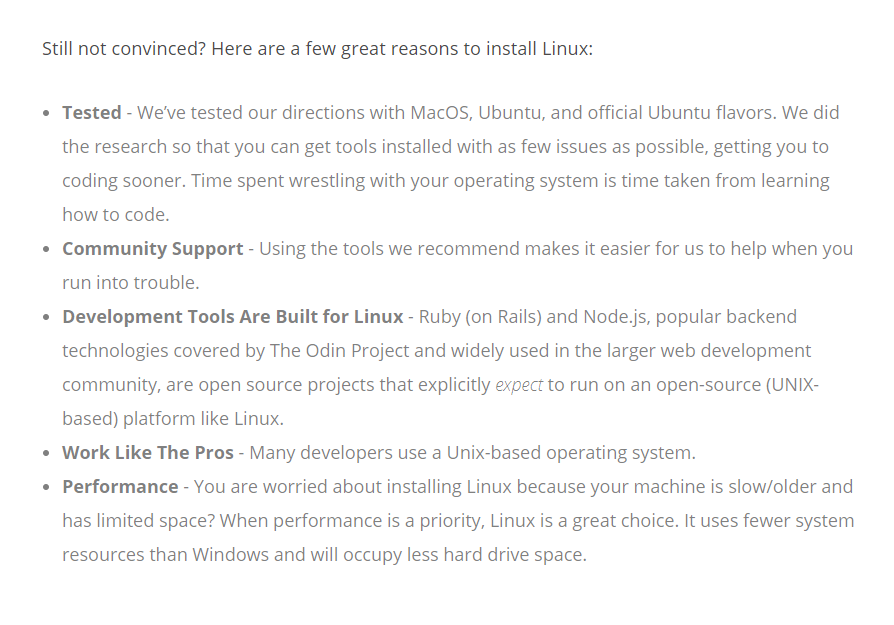 Still not convinced? Here are a few great reasons to install Linux:
• Tested - We’ve tested our directions with MacOS, Ubuntu, and official Ubuntu flavors. We did
the research so that you can get tools installed with as few issues as possible, getting you to
coding sooner. Time spent wrestling with your operating system is time taken from learning
how to code.
• Community Support - Using the tools we recommend makes it easier for us to help when you
run into trouble.
• Development Tools Are Built for Linux - Ruby (on Rails) and Node.js, popular backend
technologies covered by The Odin Project and widely used in the larger web development
community, are open source projects that explicitly expect to run on an open-source (UNIX-
based) platform like Linux.
• Work Like The Pros - Many developers use a Unix-based operating system.
• Performance - You are worried about installing Linux because your machine is slow/older and
has limited space? When performance is a priority, Linux is a great choice. It uses fewer system
resources than Windows and will occupy less hard drive space.